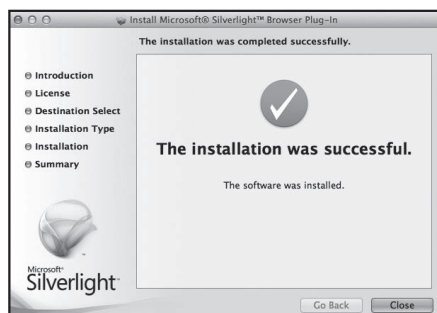 Install Microsoft® Silverlight™ Browser Plug-In
The installation was completed successfully.
Introduction
License
Destination Select
Installation Type
Installation
Summary
The installation was successful.
The software was installed.
Microsoft®
Silverlight™
Go Back
Close